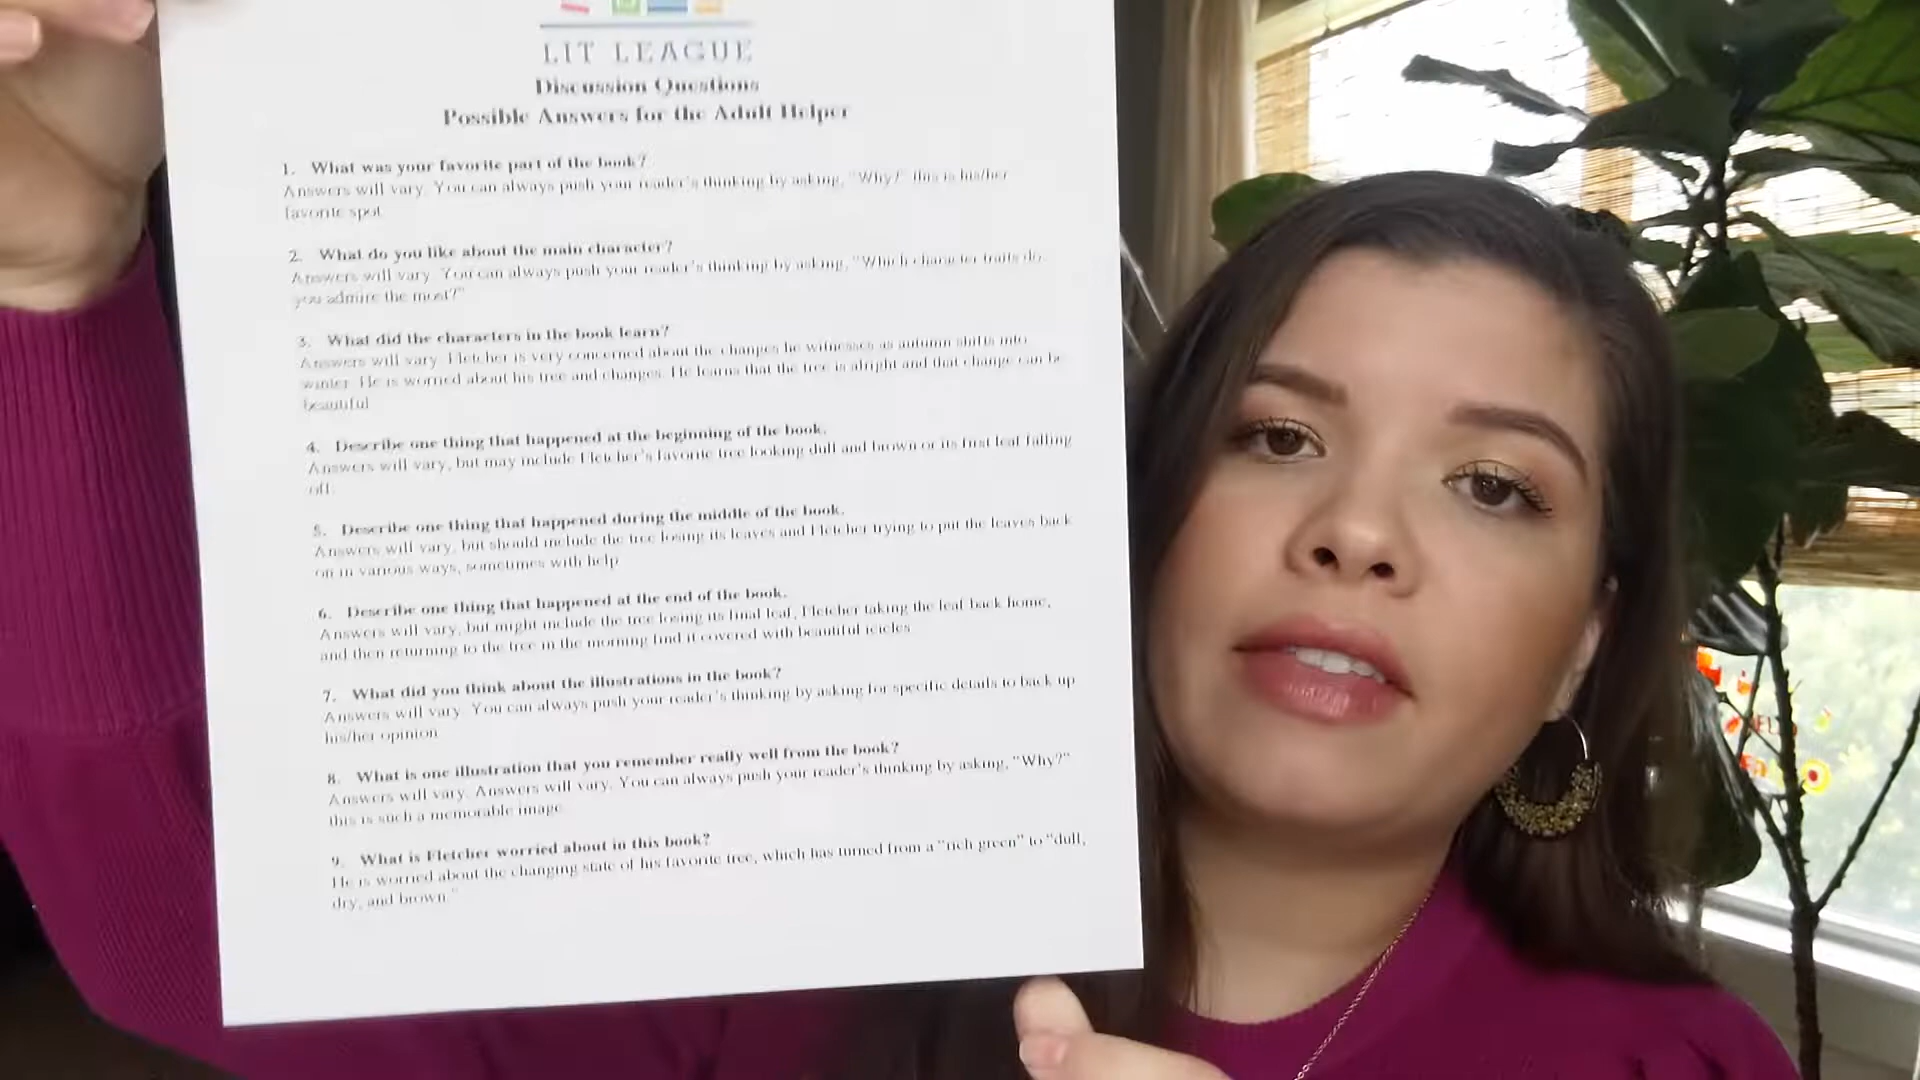 LIT LEAGUE
Discussion Questions
Possible Answers for the Adult Helper
1. What was your favorite part of the book?
Answers will vary. You can always push your reader's thinking by asking, "Why?" this is his/her
favorite spot.
2. What do you like about the main character?
Answers will vary. You can always push your reader's thinking by asking, "Which character traits do
you admire the most?"
3. What did the characters in the book learn?
Answers will vary. Fletcher is very concerned about the changes he witnesses as autumn shifts into
winter. He is worried about his tree and changes. He learns that the tree is alright and that change can be
beautiful.
4. Describe one thing that happened at the beginning of the book.
Answers will vary, but may include Fletcher's favorite tree looking dull and brown or its first leaf falling
off.
5. Describe one thing that happened during the middle of the book.
Answers will vary, but should include the tree losing its leaves and Fletcher trying to put the leaves back
on in various ways, sometimes with help.
6. Describe one thing that happened at the end of the book.
Answers will vary, but might include the tree losing its final leaf, Fletcher taking the leaf back home,
and then returning to the tree in the morning find it covered with beautiful icicles.
7. What did you think about the illustrations in the book?
Answers will vary. You can always push your reader's thinking by asking for specific details to back up
his/her opinion.
8. What is one illustration that you remember really well from the book?
Answers will vary. Answers will vary. You can always push your reader's thinking by asking, "Why?"
this is such a memorable image.
9. What is Fletcher worried about in this book?
He is worried about the changing state of his favorite tree, which has turned from a "rich green" to "dull,
dry, and brown."